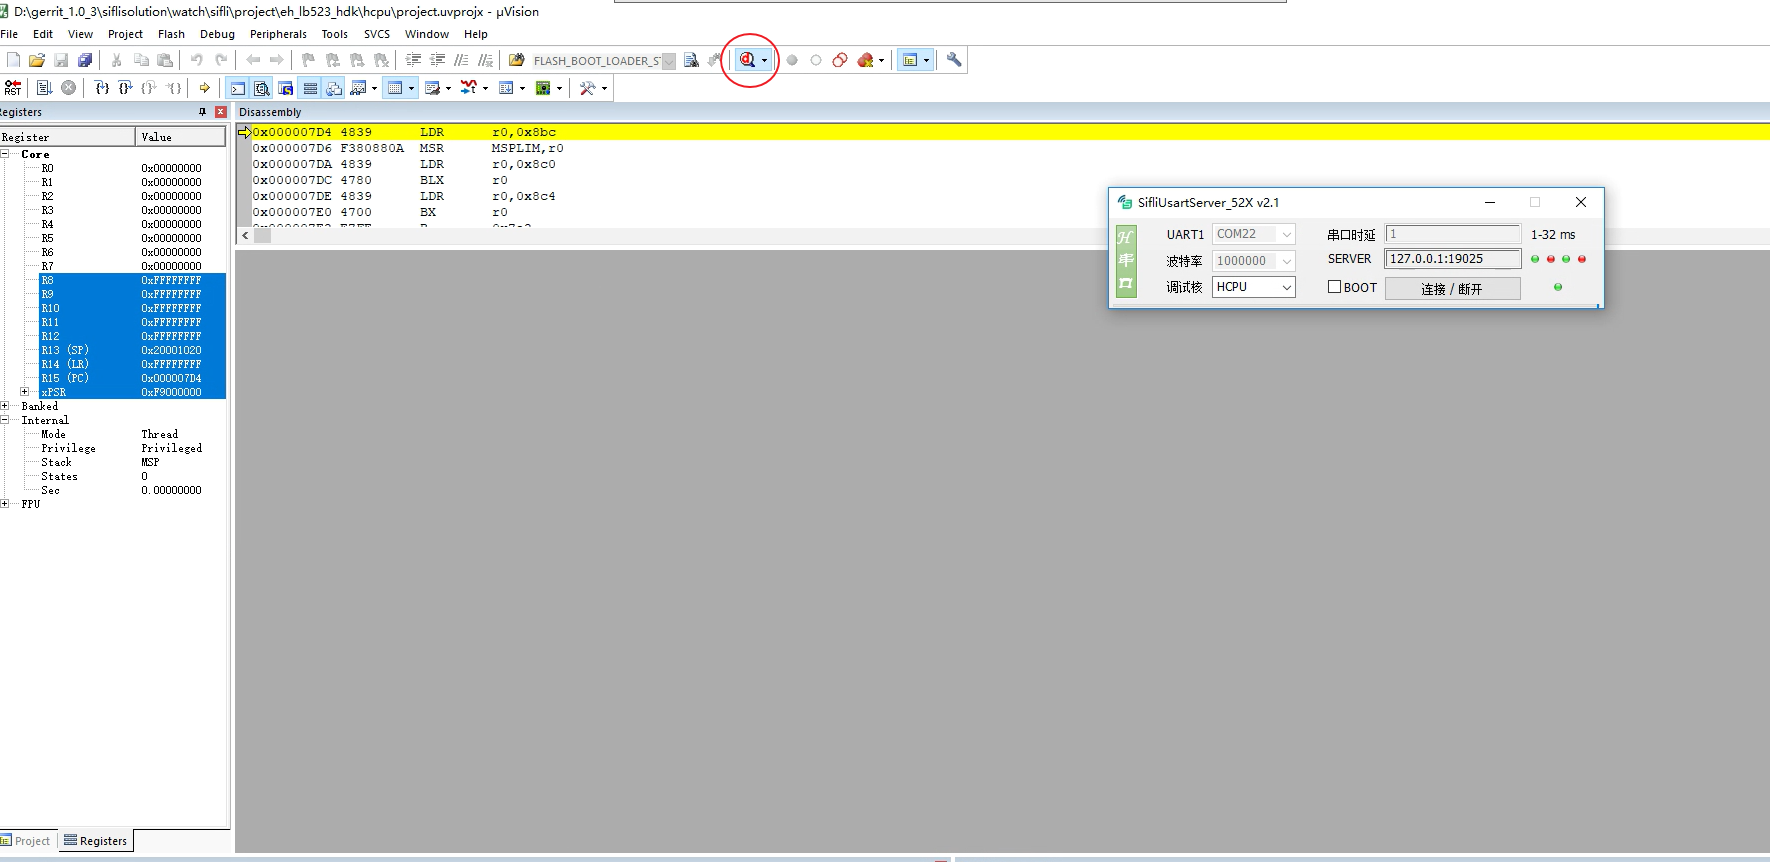 D:\gerrit_1.0_3\siflisolution\watch\sifli\project\eh_lb523_hdk\hcpu\project.uvprojx - µVision
File Edit View Project Flash Debug Peripherals Tools SVCS Window Help
FLASH_BOOT_LOADER_S
RST
Registers
Disassembly
Register Value
Core
R0 0x00000000
R1 0x00000000
R2 0x00000000
R3 0x00000000
R4 0x00000000
R5 0x00000000
R6 0x00000000
R7 0x00000000
R8 0xFFFFFFFF
R9 0xFFFFFFFF
R10 0xFFFFFFFF
R11 0xFFFFFFFF
R12 0xFFFFFFFF
R13 (SP) 0x20001020
R14 (LR) 0xFFFFFFFF
R15 (PC) 0x000007D4
xPSR 0xF9000000
Banked
Internal
Mode Thread
Privilege Privileged
Stack MSP
States 0
Sec 0.00000000
FPU
0x000007D4 4839 LDR r0,0x8bc
0x000007D6 F380880A MSR MSPLIM,r0
0x000007DA 4839 LDR r0,0x8c0
0x000007DC 4780 BLX r0
0x000007DE 4839 LDR r0,0x8c4
0x000007E0 4700 BX r0
SifliUsartServer_52X v2.1
H串口
UART1 COM22 串口时延 1 1-32 ms
波特率 1000000 SERVER 127.0.0.1:19025
调试核 HCPU BOOT 连接 / 断开
Project Registers